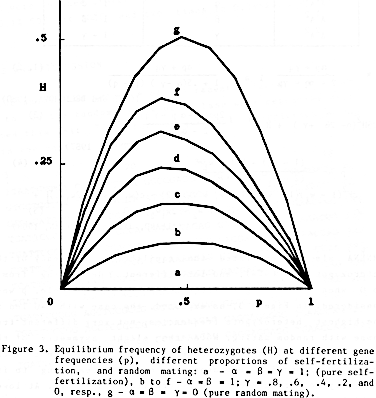 g
.5
H
f
e
.25
d
c
b
a
0
.5
p
1
Figure 3. Equilibrium frequency of heterozygntes (H) at different gene
frequencies (p), different proportions of self-fertiliza-
tion, and random mating: a - α = β = γ = 1; (pure self-
fertilization), b to f - α = β = 1; γ = .8, .6, .4, .2, and
0, resp., g - α = β = γ = 0 (pure random mating).